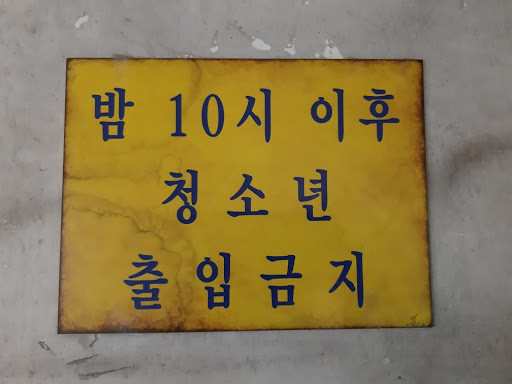 밤 10시 이후
청소년
출입금지